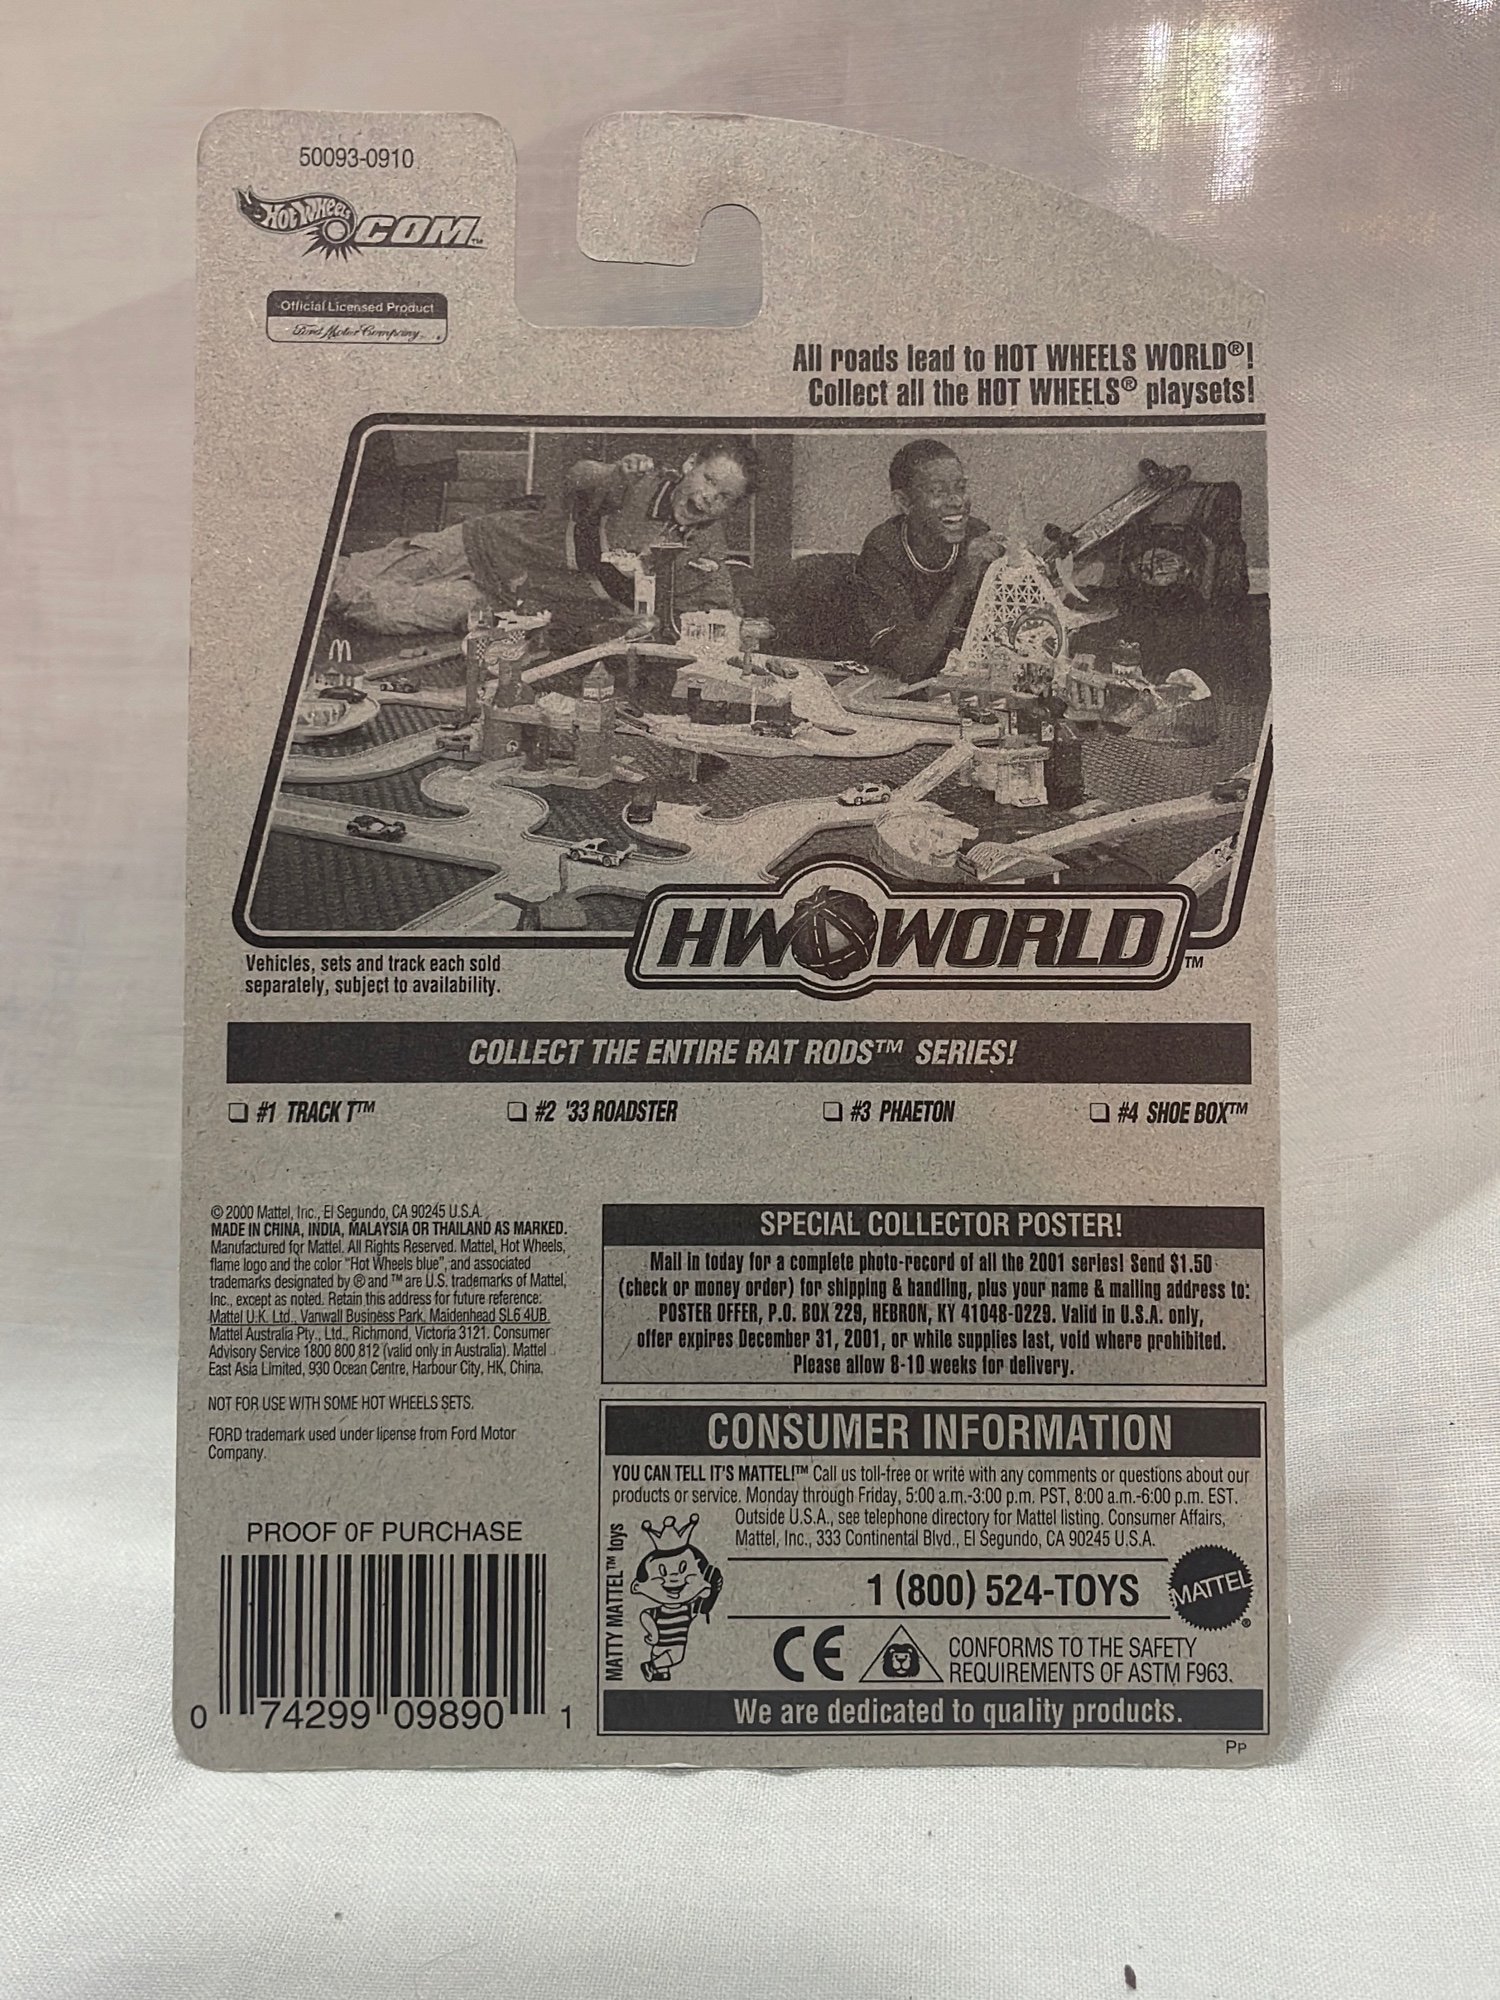 50093-0910
HOT WHEELS .COM™
Official Licensed Product
Ford Motor Company
All roads lead to HOT WHEELS WORLD®!
Collect all the HOT WHEELS® playsets!
HW WORLD™
Vehicles, sets and track each sold
separately, subject to availability.
COLLECT THE ENTIRE RAT RODS™ SERIES!
❏ #1 TRACK T™ ❏ #2 '33 ROADSTER ❏ #3 PHAETON ❏ #4 SHOE BOX™
© 2000 Mattel, Inc., El Segundo, CA 90245 U.S.A.
MADE IN CHINA, INDIA, MALAYSIA OR THAILAND AS MARKED.
Manufactured for Mattel. All Rights Reserved. Mattel, Hot Wheels,
flame logo and the color "Hot Wheels blue", and associated
trademarks designated by ® and ™ are U.S. trademarks of Mattel,
Inc., except as noted. Retain this address for future reference:
Mattel U.K. Ltd., Vanwall Business Park, Maidenhead SL6 4UB.
Mattel Australia Pty., Ltd., Richmond, Victoria 3121. Consumer
Advisory Service 1800 800 812 (valid only in Australia). Mattel
East Asia Limited, 930 Ocean Centre, Harbour City, HK, China.
NOT FOR USE WITH SOME HOT WHEELS SETS.
FORD trademark used under license from Ford Motor
Company.
PROOF OF PURCHASE
0 74299 09890 1
SPECIAL COLLECTOR POSTER!
Mail in today for a complete photo-record of all the 2001 series! Send $1.50
(check or money order) for shipping & handling, plus your name & mailing address to:
POSTER OFFER, P.O. BOX 229, HEBRON, KY 41048-0229. Valid in U.S.A. only,
offer expires December 31, 2001, or while supplies last, void where prohibited.
Please allow 8-10 weeks for delivery.
CONSUMER INFORMATION
YOU CAN TELL IT'S MATTEL!™ Call us toll-free or write with any comments or questions about our
products or service. Monday through Friday, 5:00 a.m.-3:00 p.m. PST, 8:00 a.m.-6:00 p.m. EST.
Outside U.S.A., see telephone directory for Mattel listing. Consumer Affairs,
Mattel, Inc., 333 Continental Blvd., El Segundo, CA 90245 U.S.A.
MATTY MATTEL™ toys
1 (800) 524-TOYS
MATTEL®
CE
CONFORMS TO THE SAFETY
REQUIREMENTS OF ASTM F963.
We are dedicated to quality products.
PP